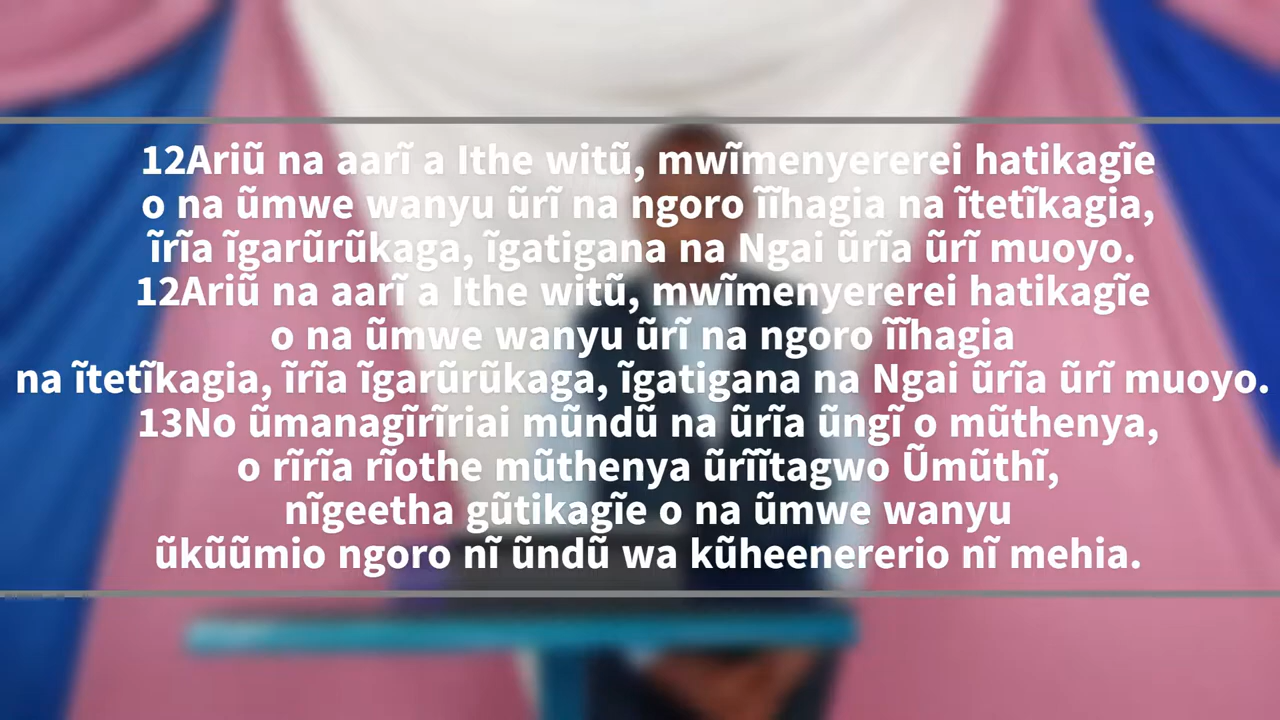 12Ariũ na aarĩ a Ithe witũ, mwĩmenyererei hatikagĩe
o na ũmwe wanyu ũrĩ na ngoro ĩĩhagia na ĩtetĩkagia,
ĩrĩa ĩgarũrũkaga, ĩgatigana na Ngai ũrĩa ũrĩ muoyo.
12Ariũ na aarĩ a Ithe witũ, mwĩmenyererei hatikagĩe
o na ũmwe wanyu ũrĩ na ngoro ĩĩhagia
na ĩtetĩkagia, ĩrĩa ĩgarũrũkaga, ĩgatigana na Ngai ũrĩa ũrĩ muoyo.
13No ũmanagĩrĩriai mũndũ na ũrĩa ũngĩ o mũthenya,
o rĩrĩa rĩothe mũthenya ũrĩĩtagwo Ũmũthĩ,
nĩgeetha gũtikagĩe o na ũmwe wanyu
ũkũũmio ngoro nĩ ũndũ wa kũheenererio nĩ mehia.